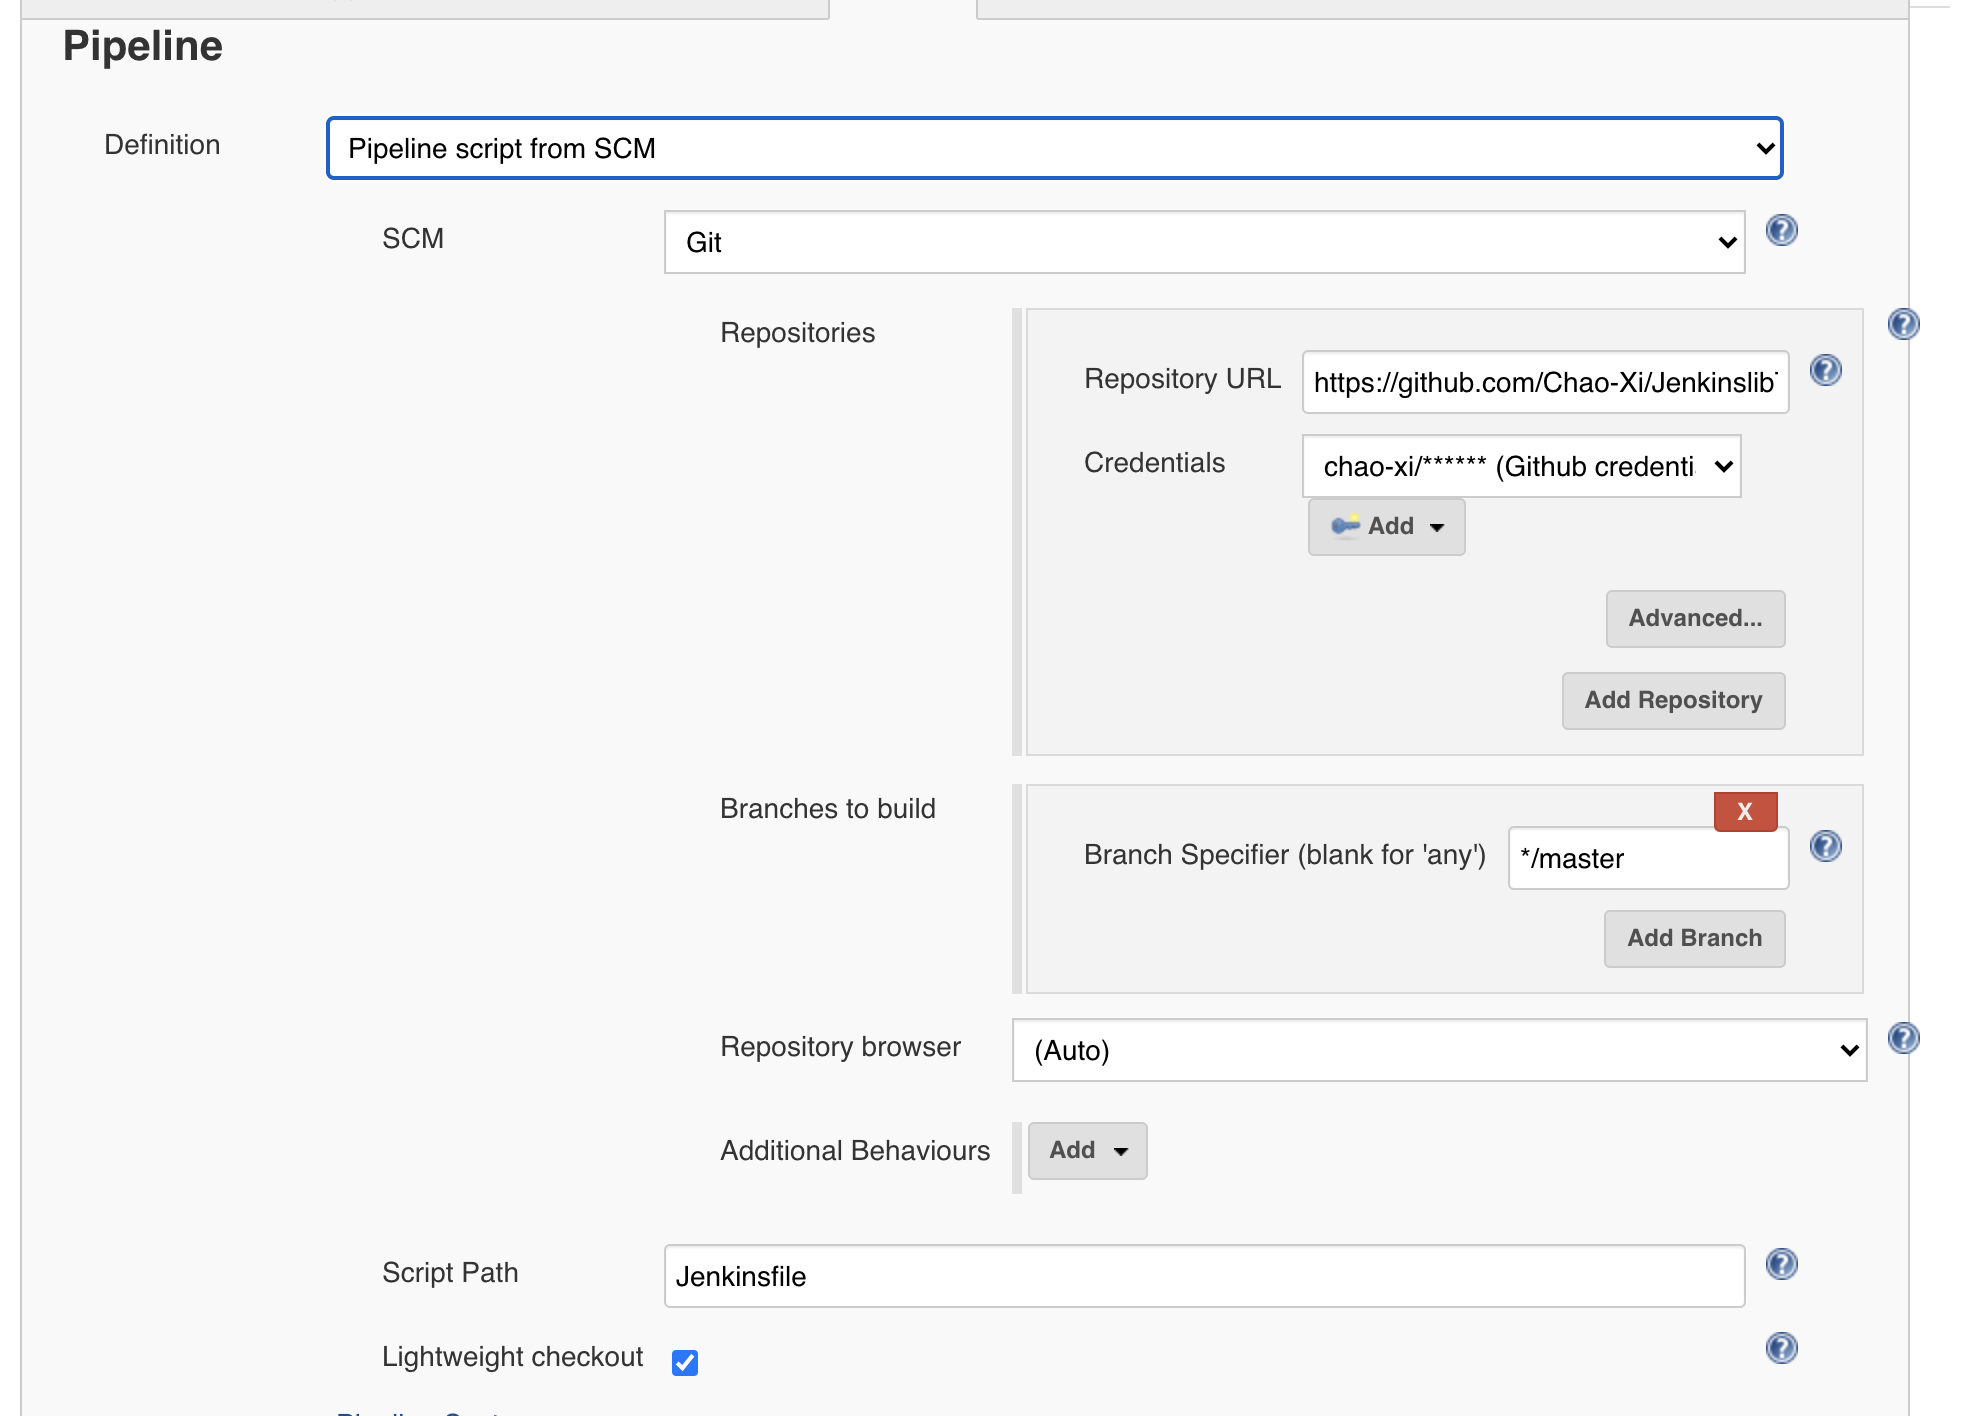 Pipeline
Definition
Pipeline script from SCM
SCM
Git
Repositories
Repository URL
https://github.com/Chao-Xi/Jenkinslib
Credentials
chao-xi/****** (Github credenti
Add
Advanced...
Add Repository
Branches to build
X
Branch Specifier (blank for 'any')
*/master
Add Branch
Repository browser
(Auto)
Additional Behaviours
Add
Script Path
Jenkinsfile
Lightweight checkout